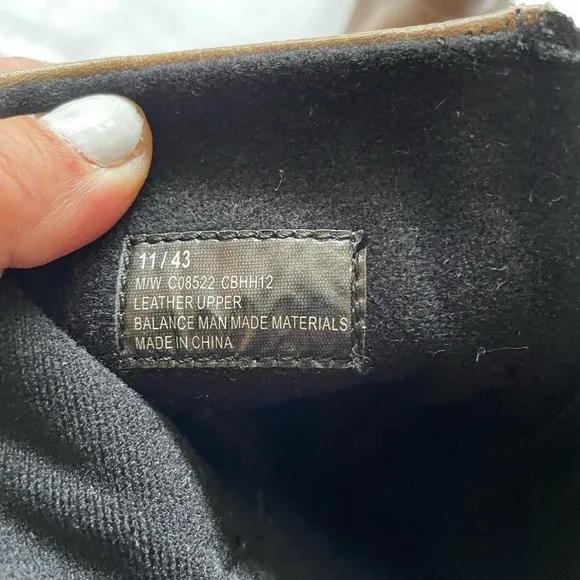 11 / 43
M/W C08522 CBHH12
LEATHER UPPER
BALANCE MAN MADE MATERIALS
MADE IN CHINA